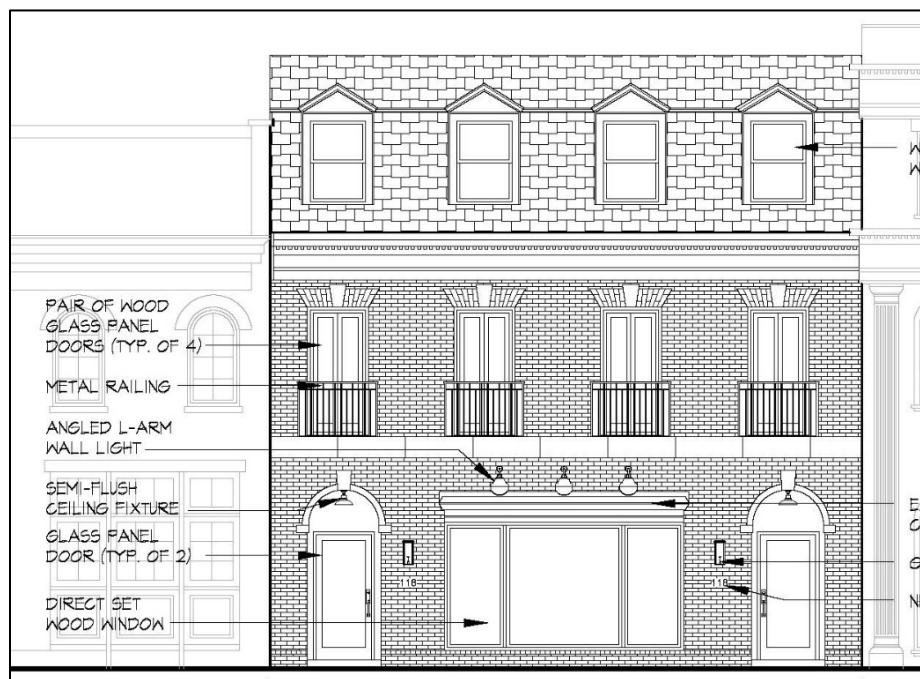 PAIR OF WOOD
GLASS PANEL
DOORS (TYP. OF 4)
METAL RAILING
ANGLED L-ARM
WALL LIGHT
SEMI-FLUSH
CEILING FIXTURE
GLASS PANEL
DOOR (TYP. OF 2)
DIRECT SET
WOOD WINDOW
118
118
W
W
C
G